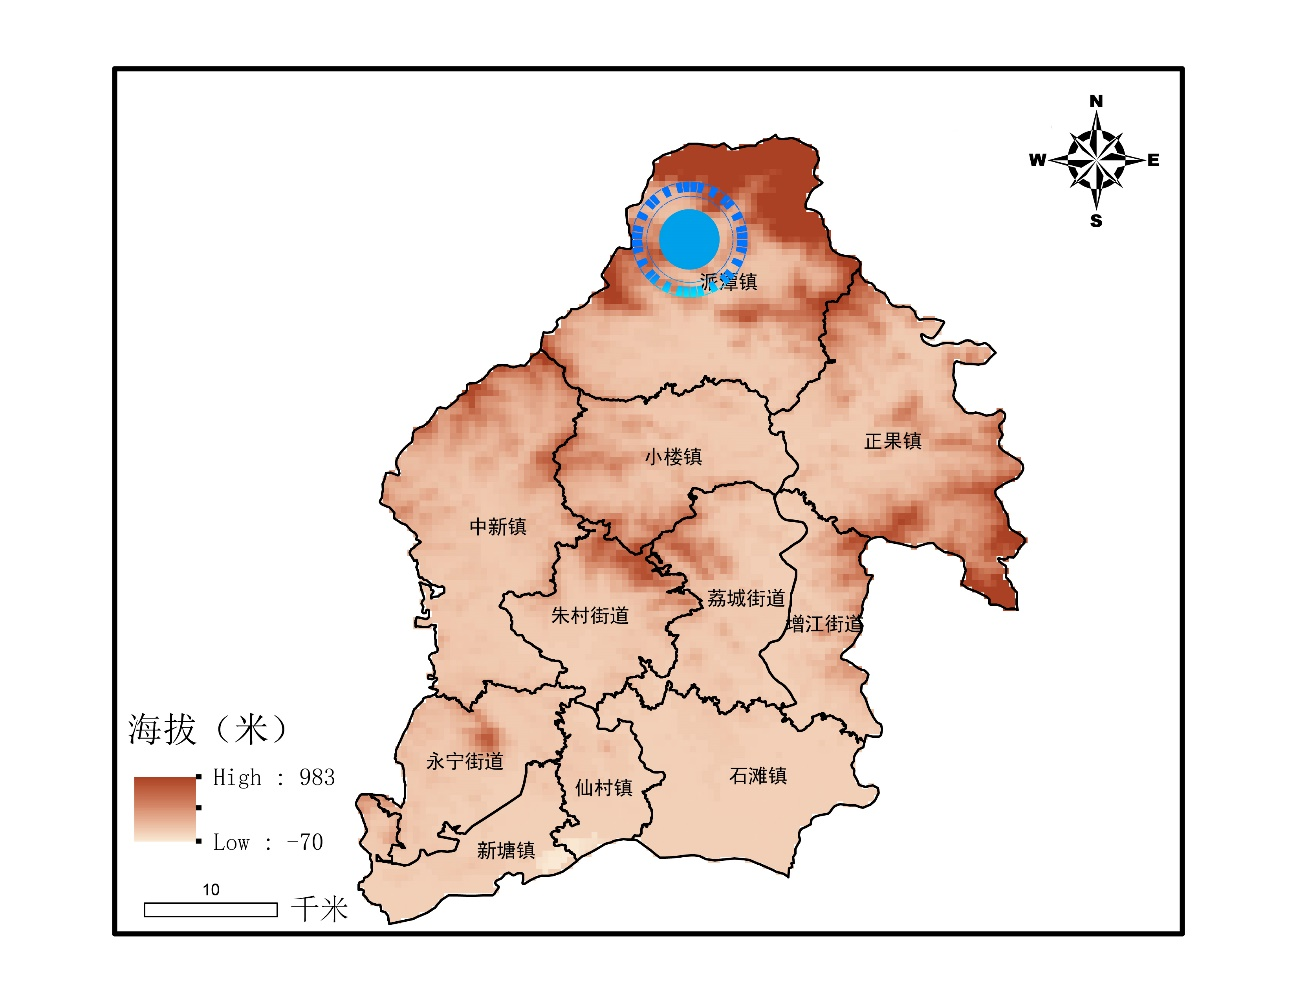 N
W
E
S
派潭镇
正果镇
小楼镇
中新镇
荔城街道
朱村街道
增江街道
海拔（米）
永宁街道
石滩镇
High : 983
仙村镇
Low : -70
新塘镇
10
千米